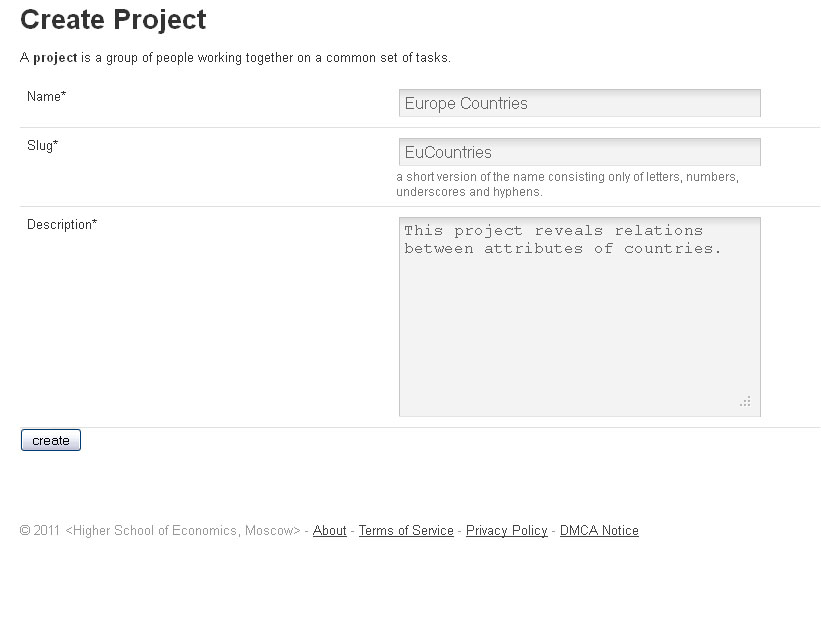 Create Project
A project is a group of people working together on a common set of tasks.
Name*
Europe Countries
Slug*
EuCountries
a short version of the name consisting only of letters, numbers,
underscores and hyphens.
Description*
This project reveals relations
between attributes of countries.
create
© 2011 <Higher School of Economics, Moscow> - About - Terms of Service - Privacy Policy - DMCA Notice